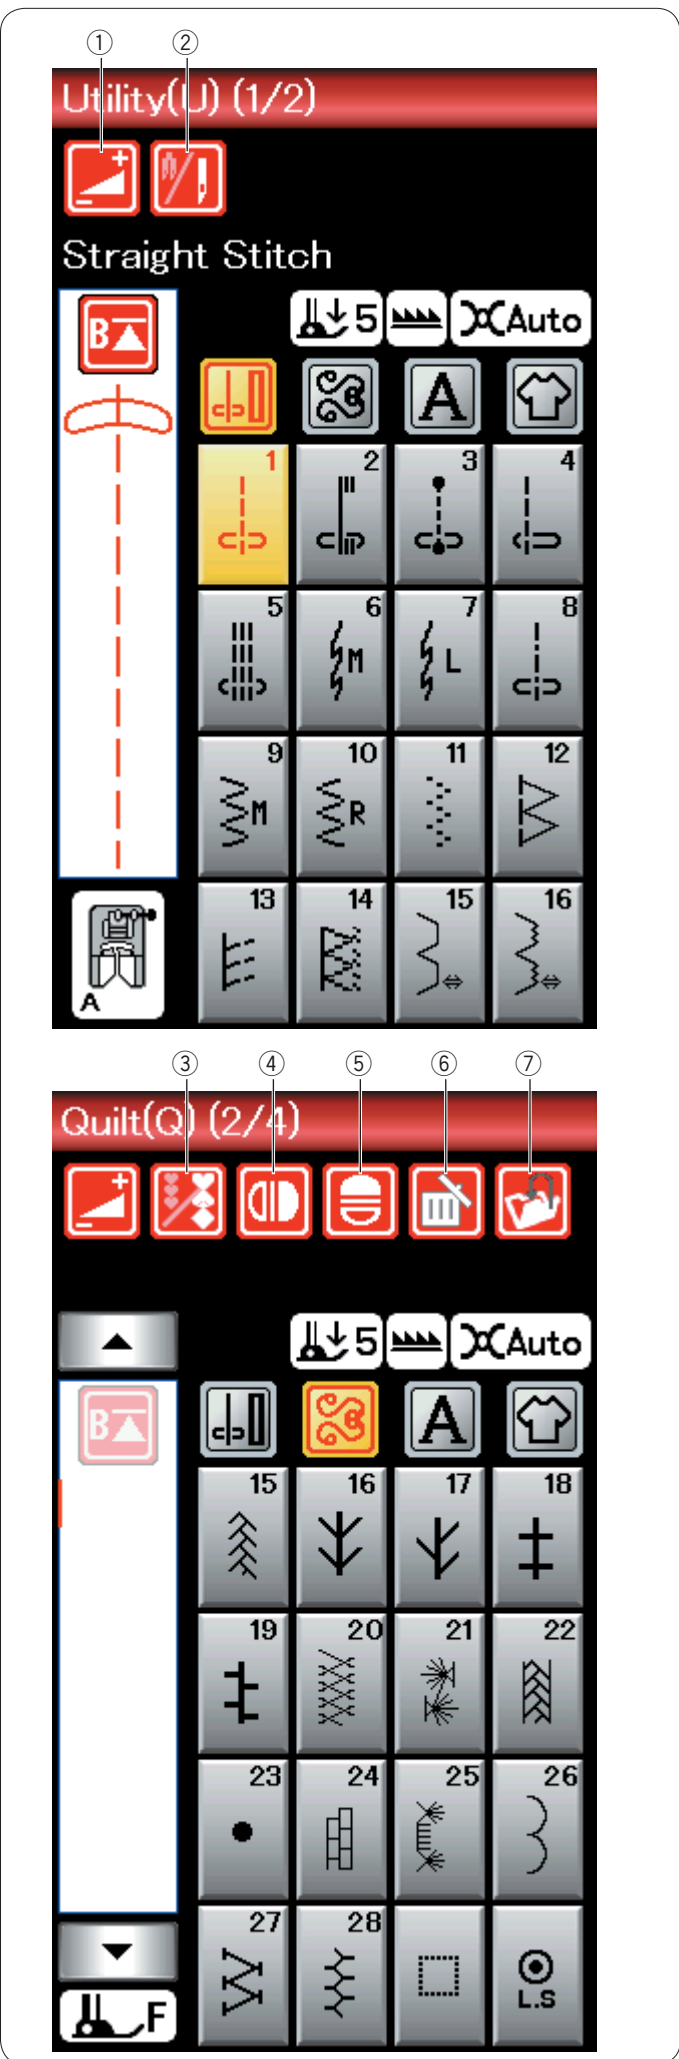 ① ②
Utility(U) (1/2)
Straight Stitch
B 5 Auto
A
1 2 3 4
5 6 7 8
M L
9 10 11 12
M R
13 14 15 16
A
③ ④ ⑤ ⑥ ⑦
Quilt(Q) (2/4)
5 Auto
B A
15 16 17 18
19 20 21 22
23 24 25 26
27 28
L.S
F